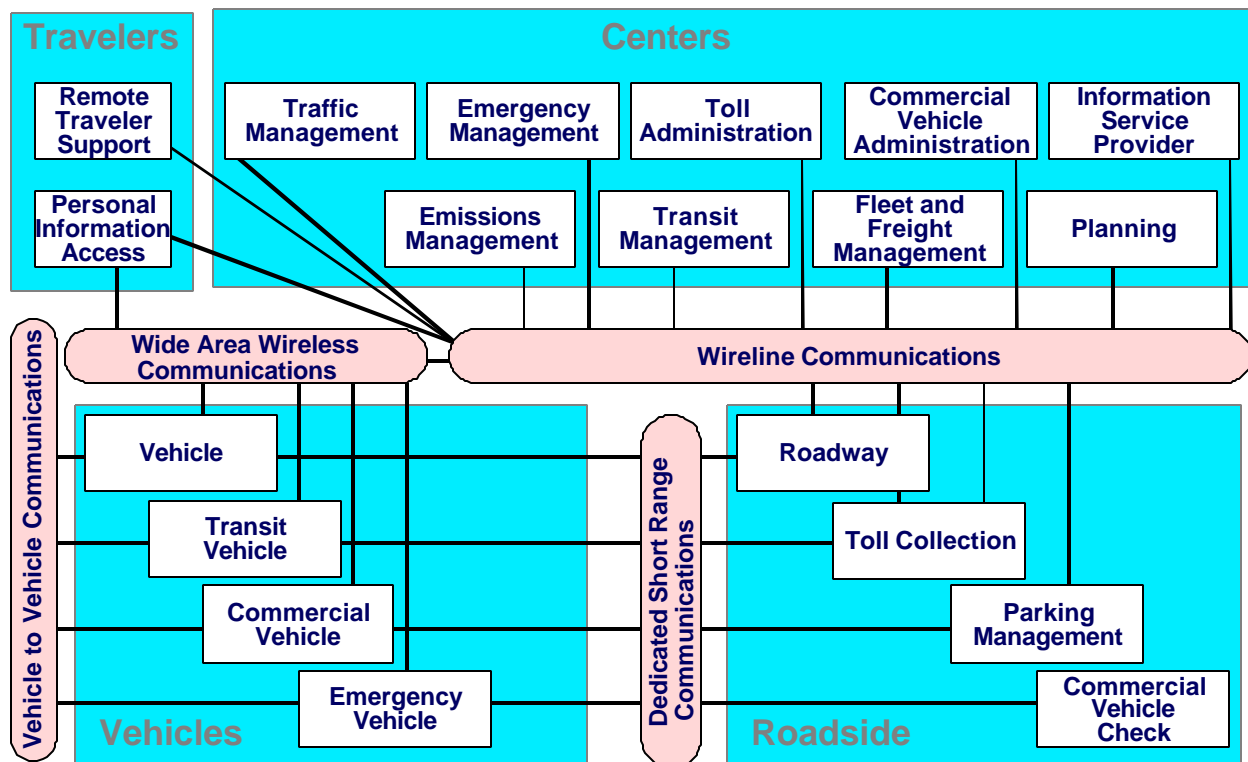 Travelers
Centers
Remote
Traveler
Support
Traffic
Management
Emergency
Management
Toll
Administration
Commercial
Vehicle
Administration
Information
Service
Provider
Personal
Information
Access
Emissions
Management
Transit
Management
Fleet and
Freight
Management
Planning
Wide Area Wireless
Communications
Wireline Communications
Vehicle to Vehicle Communications
Vehicle
Transit
Vehicle
Commercial
Vehicle
Emergency
Vehicle
Vehicles
Dedicated Short Range
Communications
Roadway
Toll Collection
Parking
Management
Commercial
Vehicle
Check
Roadside